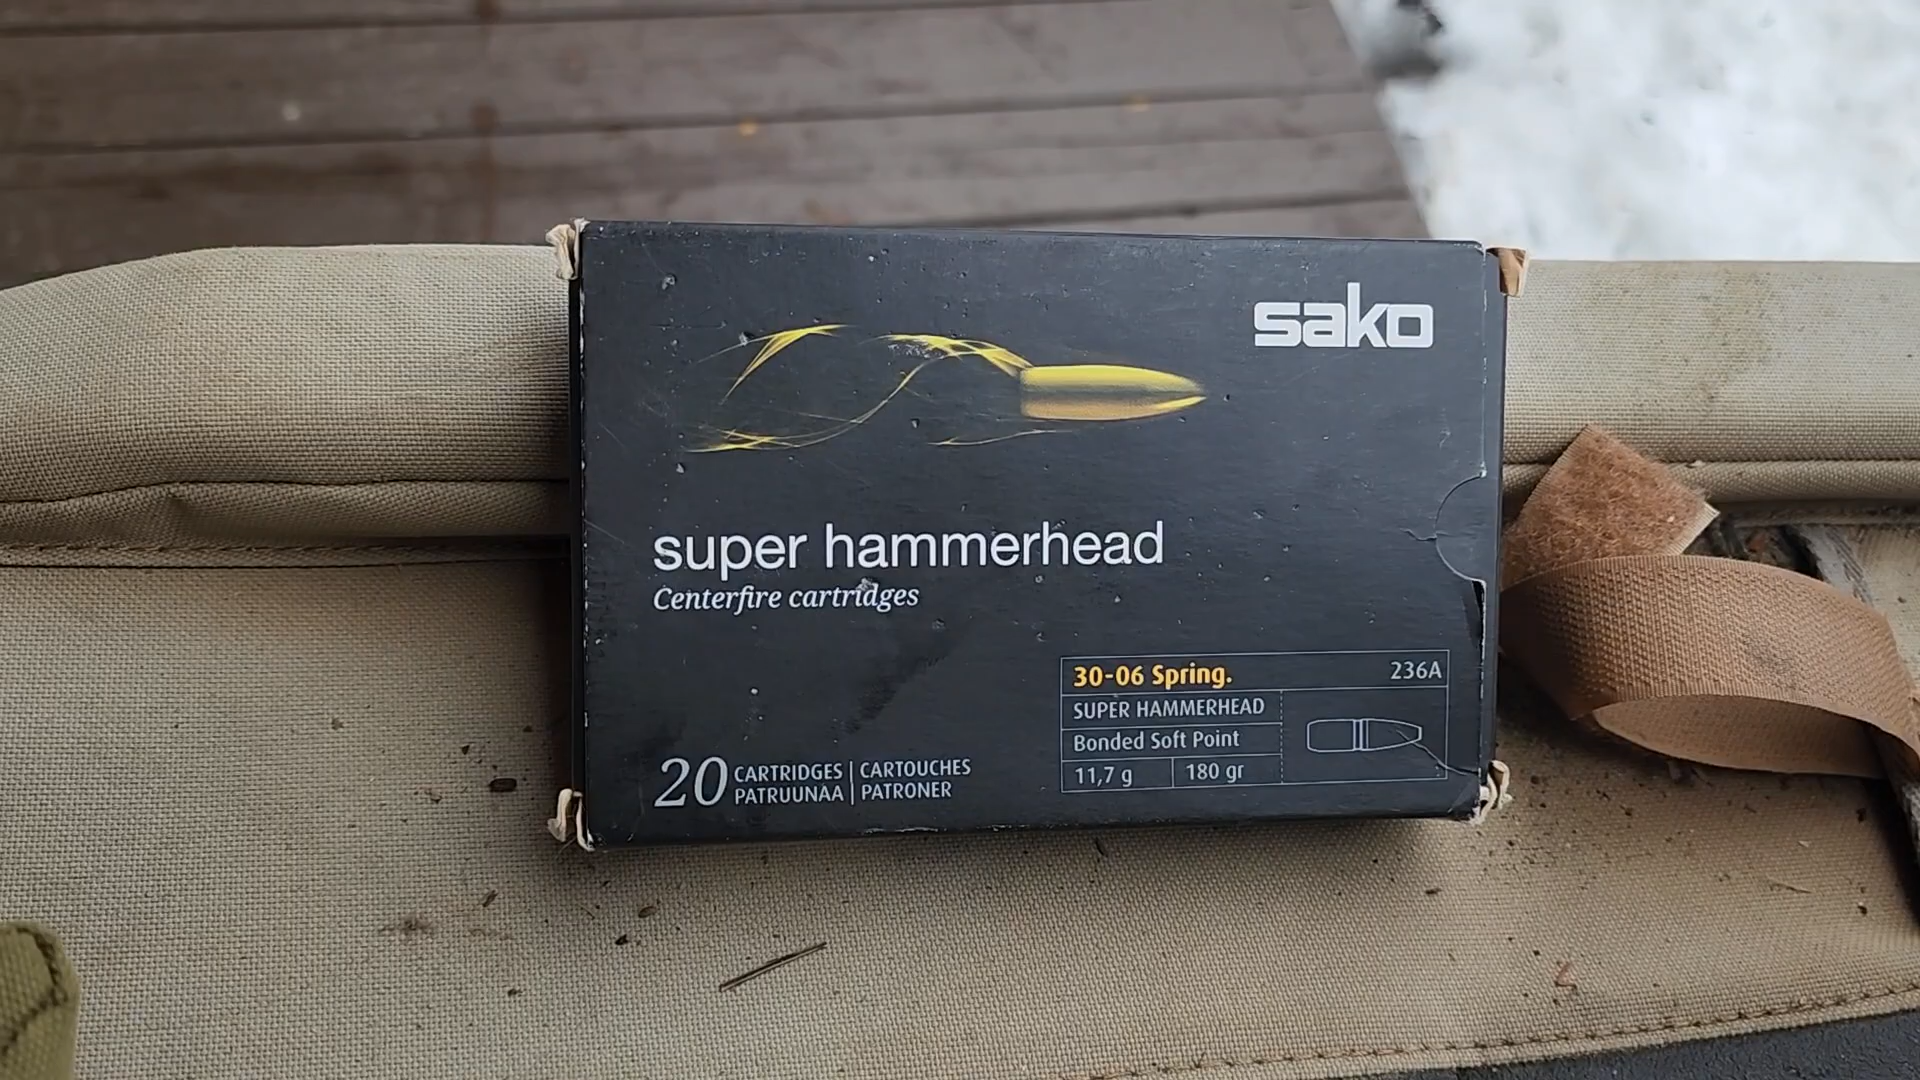 sako
super hammerhead
Centerfire cartridges
30-06 Spring. 236A
SUPER HAMMERHEAD
Bonded Soft Point
11,7 g 180 gr
20 CARTRIDGES | CARTOUCHES
PATRUUNAA | PATRONER